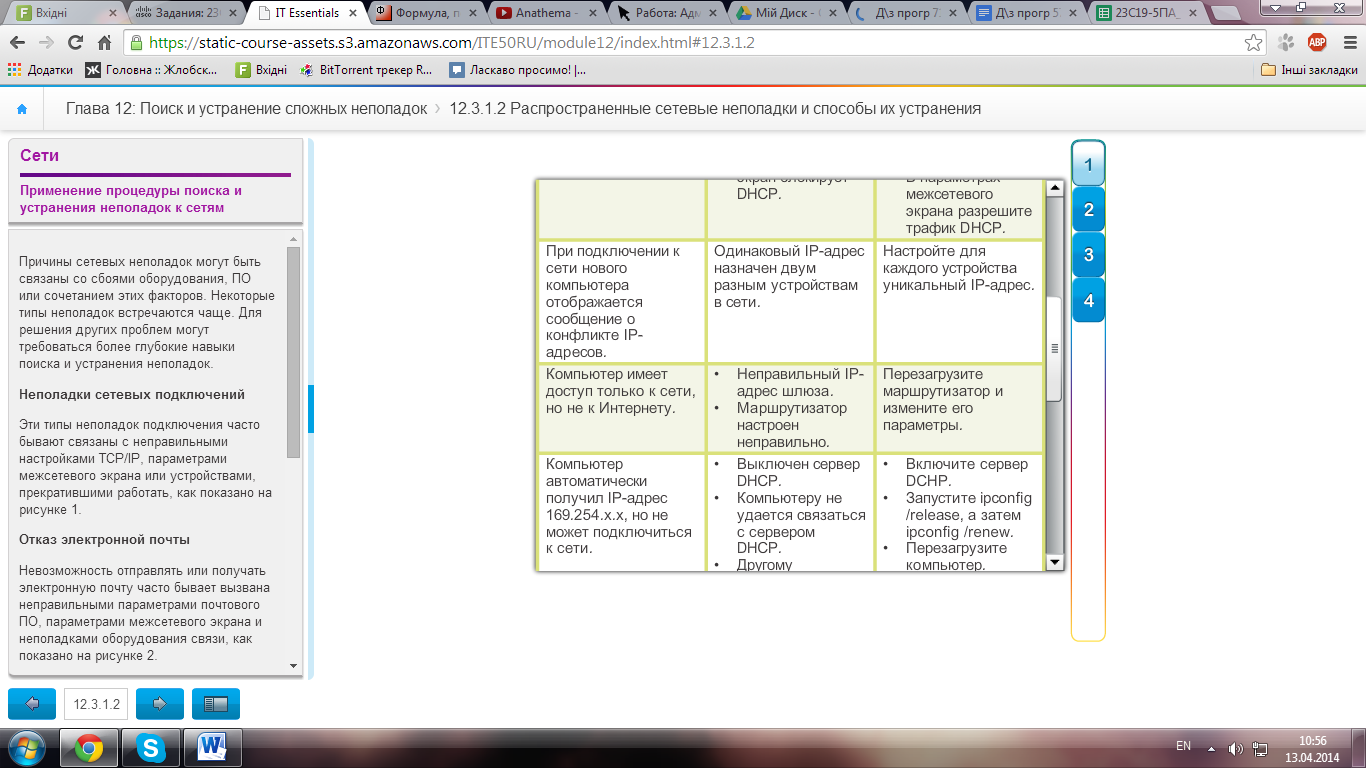 Вхідні
Задания: 23С
IT Essentials
Формула, п
Anathema -
Работа: Адм
Мій Диск - G
Д\з прогр 7
Д\з прогр 5
23С19-5ПА_
https://static-course-assets.s3.amazonaws.com/ITE50RU/module12/index.html#12.3.1.2
ABP
Додатки
Головна :: Жлобск...
Вхідні
BitTorrent трекер R...
Ласкаво просимо! |...
Інші закладки
Глава 12: Поиск и устранение сложных неполадок
12.3.1.2 Распространенные сетевые неполадки и способы их устранения
Сети
Применение процедуры поиска и
устранения неполадок к сетям
Причины сетевых неполадок могут быть
связаны со сбоями оборудования, ПО
или сочетанием этих факторов. Некоторые
типы неполадок встречаются чаще. Для
решения других проблем могут
требоваться более глубокие навыки
поиска и устранения неполадок.
Неполадки сетевых подключений
Эти типы неполадок подключения часто
бывают связаны с неправильными
настройками TCP/IP, параметрами
межсетевого экрана или устройствами,
прекратившими работать, как показано на
рисунке 1.
Отказ электронной почты
Невозможность отправлять или получать
электронную почту часто бывает вызвана
неправильными параметрами почтового
ПО, параметрами межсетевого экрана и
неполадками оборудования связи, как
показано на рисунке 2.
экран блокирует
DHCP.
В параметрах
межсетевого
экрана разрешите
трафик DHCP.
При подключении к
сети нового
компьютера
отображается
сообщение о
конфликте IP-
адресов.
Одинаковый IP-адрес
назначен двум
разным устройствам
в сети.
Настройте для
каждого устройства
уникальный IP-адрес.
Компьютер имеет
доступ только к сети,
но не к Интернету.
• Неправильный IP-
адрес шлюза.
• Маршрутизатор
настроен
неправильно.
Перезагрузите
маршрутизатор и
измените его
параметры.
Компьютер
автоматически
получил IP-адрес
169.254.x.x, но не
может подключиться
к сети.
• Выключен сервер
DHCP.
• Компьютеру не
удается связаться
с сервером
DHCP.
• Другому
• Включите сервер
DCHP.
• Запустите ipconfig
/release, а затем
ipconfig /renew.
• Перезагрузите
компьютер.
1
2
3
4
12.3.1.2
EN
10:56
13.04.2014